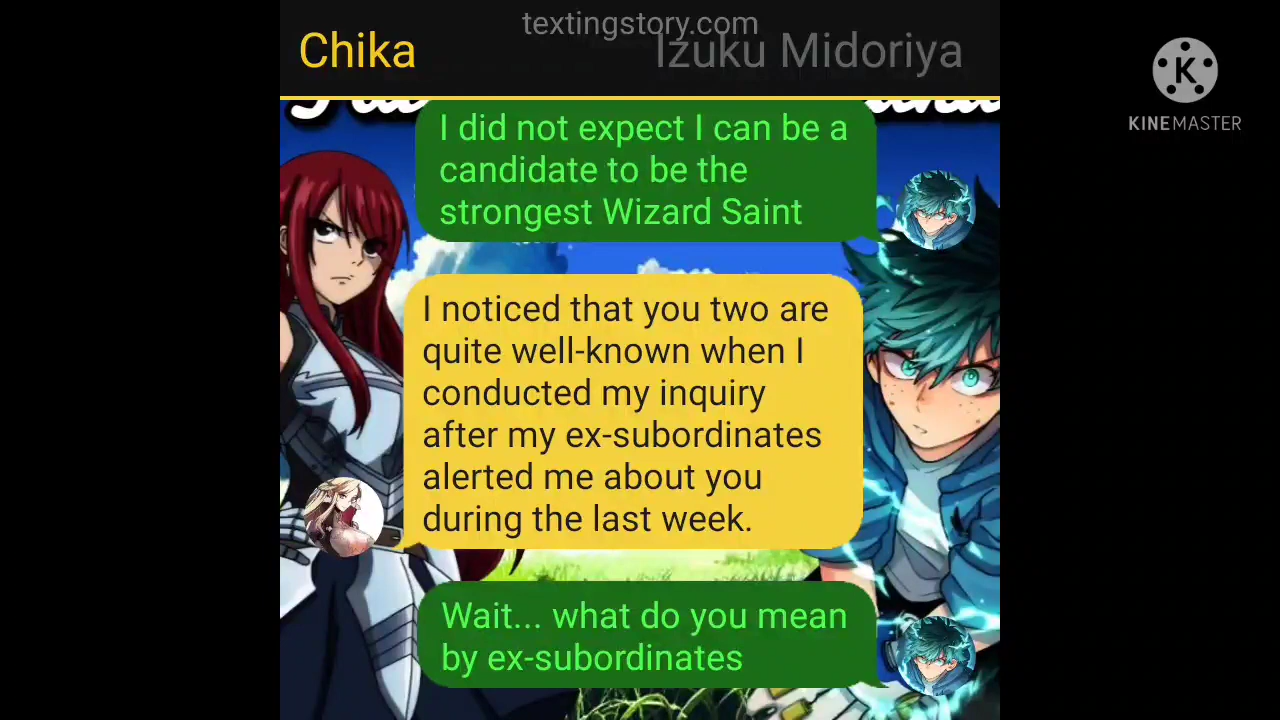 textingstory.com
Chika
Izuku Midoriya
KINEMASTER
I did not expect I can be a
candidate to be the
strongest Wizard Saint
I noticed that you two are
quite well-known when I
conducted my inquiry
after my ex-subordinates
alerted me about you
during the last week.
Wait... what do you mean
by ex-subordinates